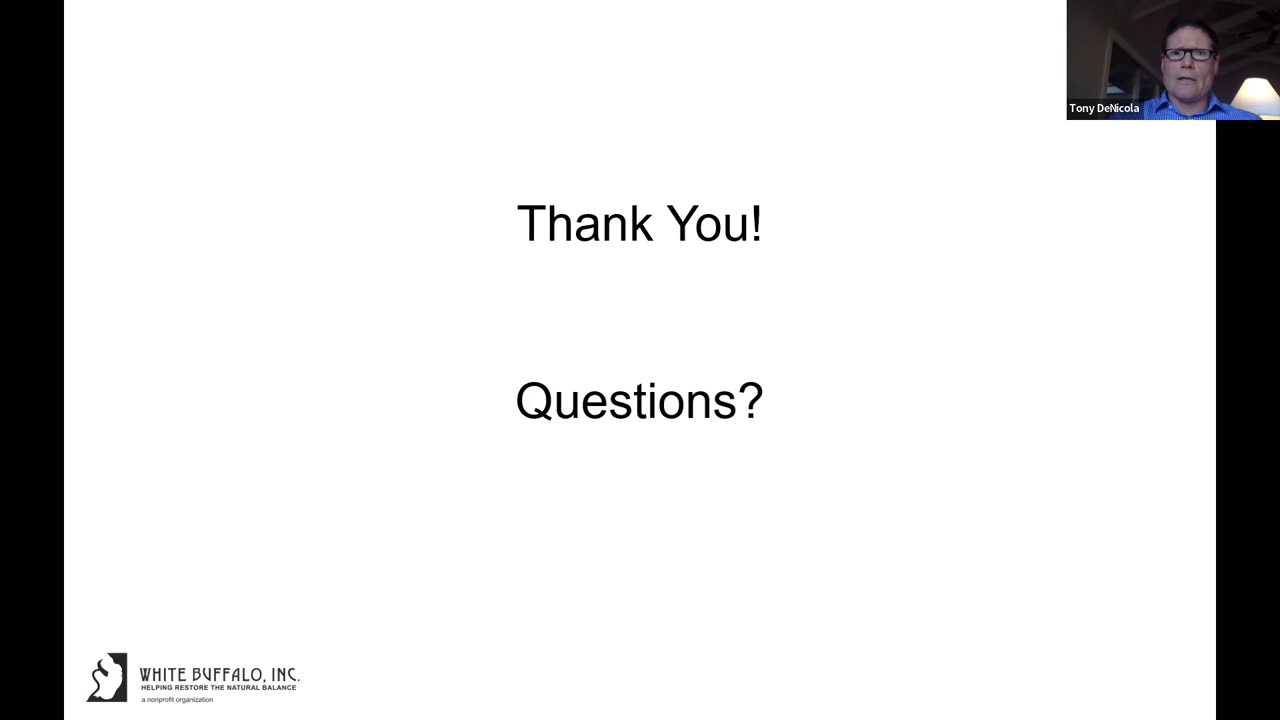 Tony DeNicola
Thank You!
Questions?
WHITE BUFFALO, INC.
HELPING RESTORE THE NATURAL BALANCE
a nonprofit organization